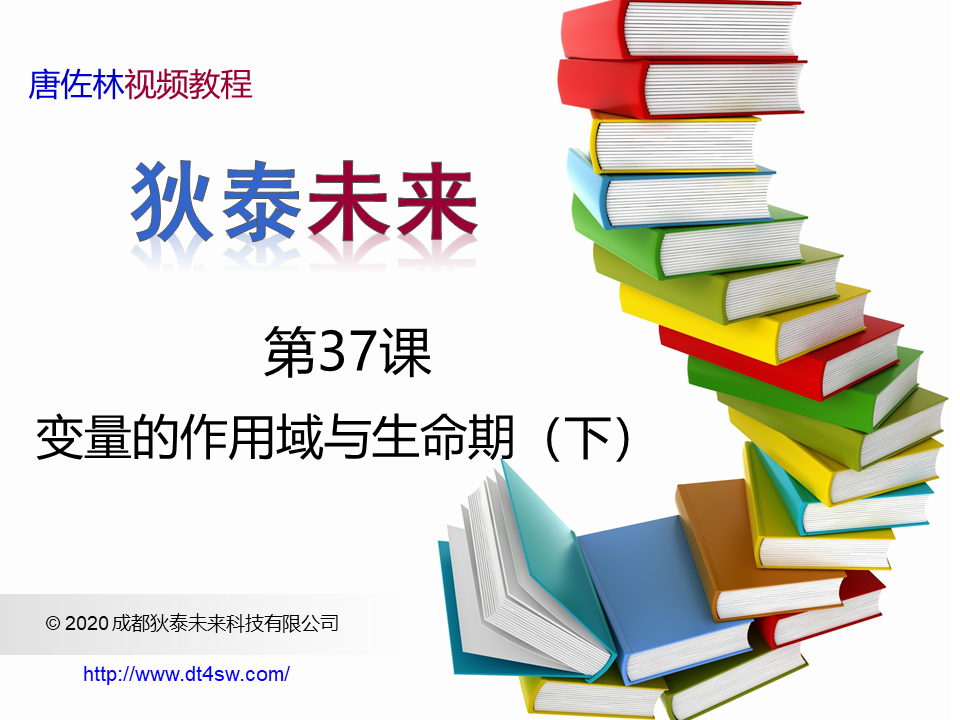 唐佐林视频教程
狄泰未来
第37课
变量的作用域与生命期（下）
© 2020 成都狄泰未来科技有限公司
http://www.dt4sw.com/